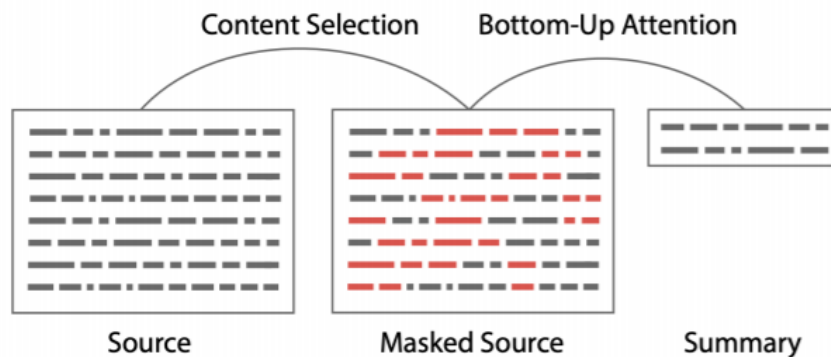 Content Selection
Bottom-Up Attention
Source
Masked Source
Summary